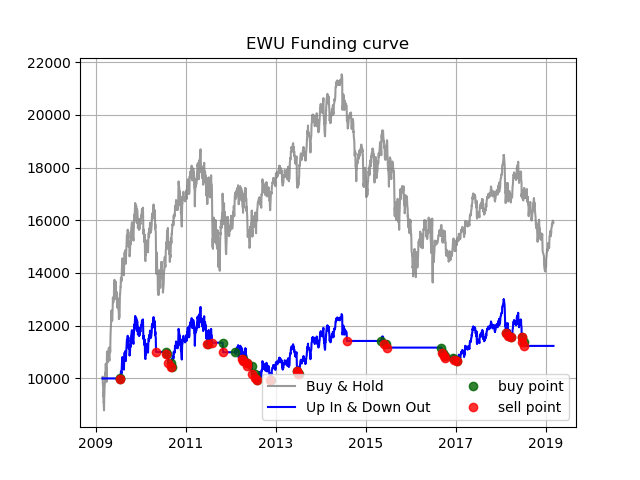 EWU Funding curve
22000
20000
18000
16000
14000
12000
10000
Buy & Hold
Up In & Down Out
buy point
sell point
2009
2011
2013
2015
2017
2019